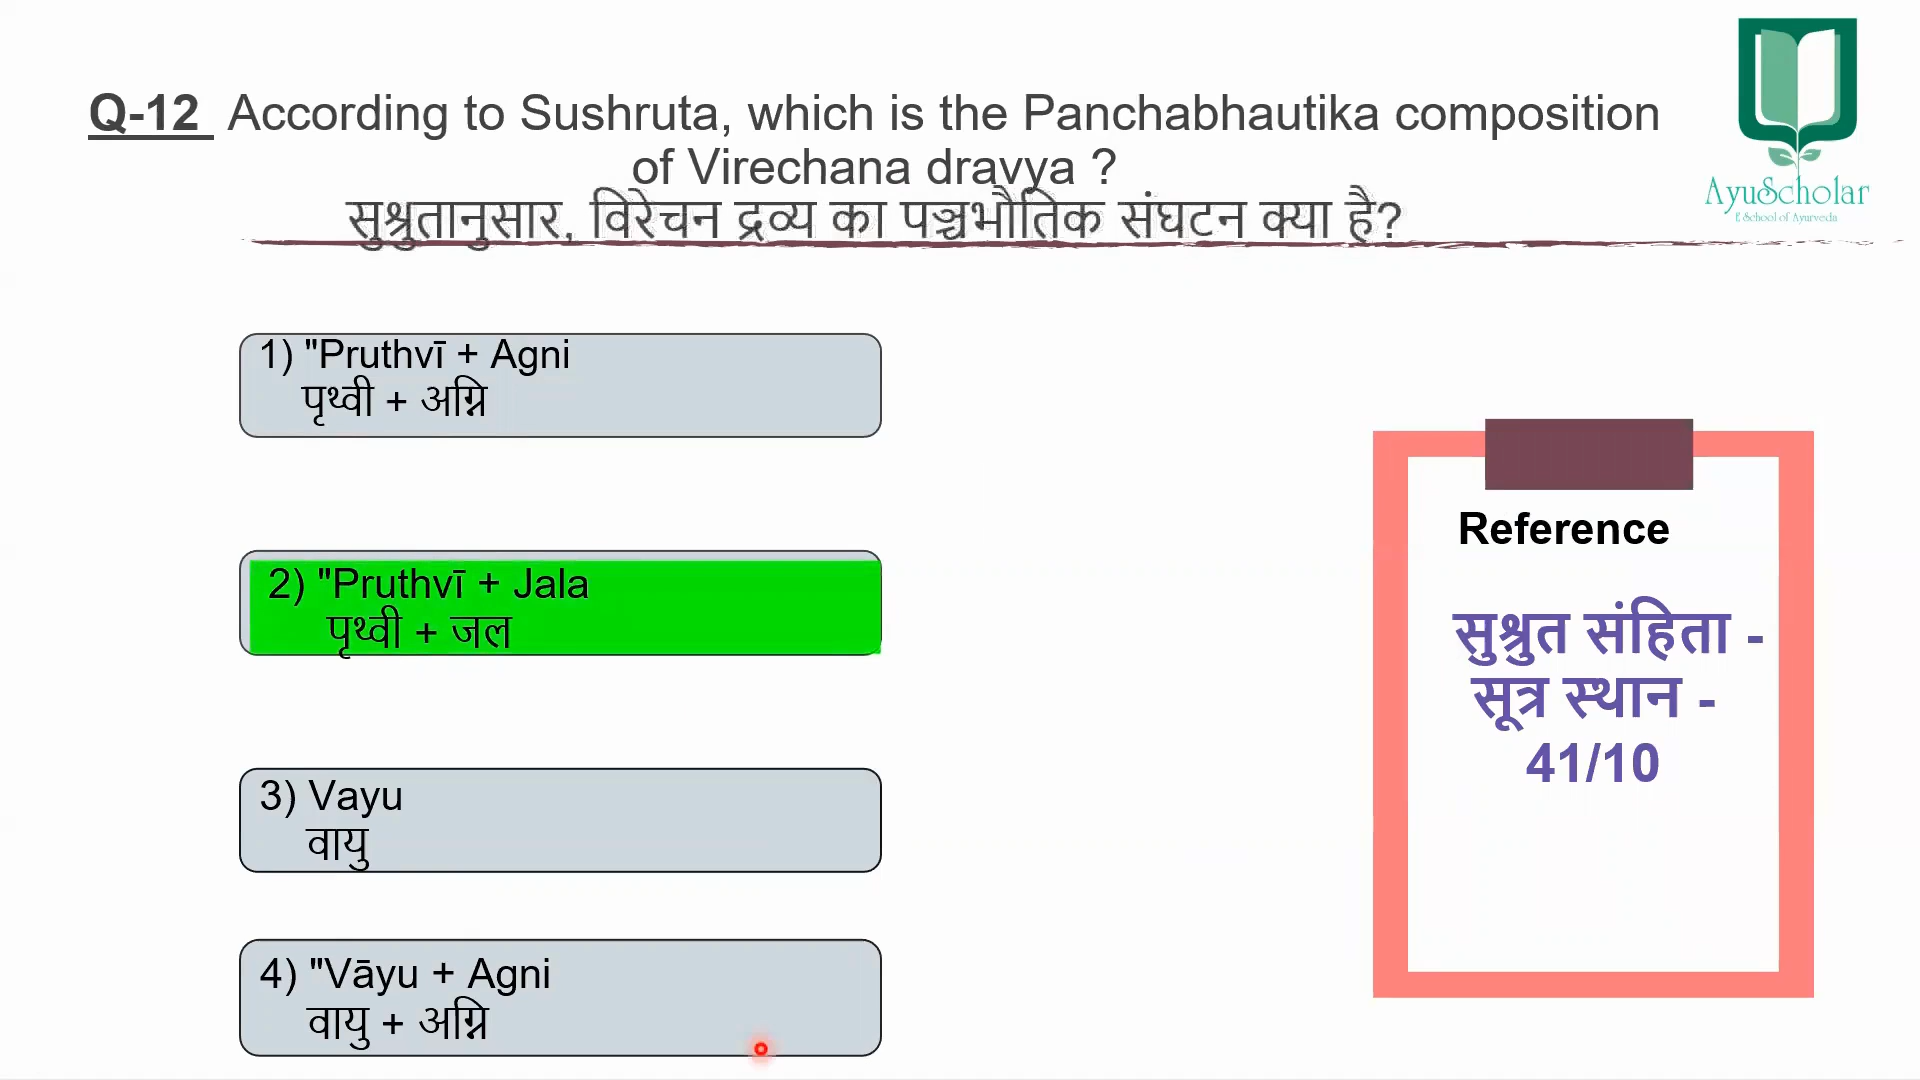 Q-12 According to Sushruta, which is the Panchabhautika composition
of Virechana dravya ?
सुश्रुतानुसार, विरेचन द्रव्य का पञ्चभौतिक संघटन क्या है?
AyuScholar
E School of Ayurveda
1) "Pruthvī + Agni
पृथ्वी + अग्नि
2) "Pruthvī + Jala
पृथ्वी + जल
3) Vayu
वायु
4) "Vāyu + Agni
वायु + अग्नि
Reference
सुश्रुत संहिता -
सूत्र स्थान -
41/10